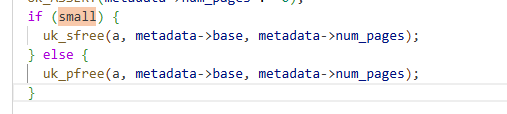 if (small) {
uk_sfree(a, metadata->base, metadata->num_pages);
} else {
uk_pfree(a, metadata->base, metadata->num_pages);
}